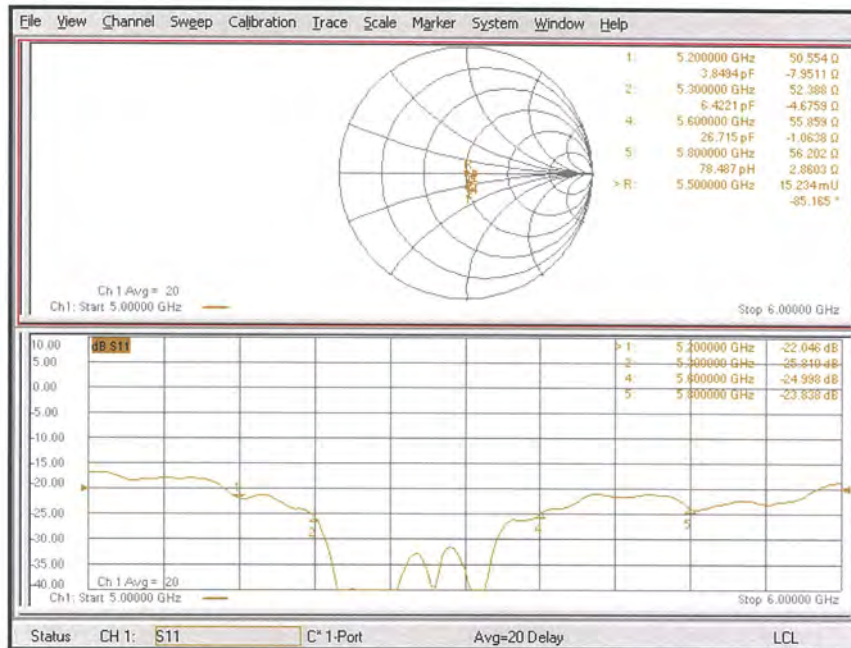 File View Channel Sweep Calibration Trace Scale Marker System Window Help
1: 5.200000 GHz 50.554 Ω
3.8494 pF -7.9511 Ω
2: 5.300000 GHz 52.388 Ω
6.4221 pF -4.6759 Ω
4: 5.600000 GHz 55.859 Ω
26.715 pF -1.0638 Ω
5: 5.800000 GHz 56.202 Ω
78.487 pH 2.8603 Ω
> R: 5.500000 GHz 15.234 mU
-85.165 °
Ch 1 Avg = 20
Ch1: Start 5.00000 GHz
Stop 6.00000 GHz
10.00
dB S11
5.00
0.00
-5.00
-10.00
-15.00
-20.00
-25.00
-30.00
-35.00
-40.00
> 1: 5.200000 GHz -22.046 dB
2: 5.300000 GHz -25.810 dB
4: 5.600000 GHz -24.998 dB
5: 5.800000 GHz -23.838 dB
1
2
4
5
Ch 1 Avg = 20
Ch1: Start 5.00000 GHz
Stop 6.00000 GHz
Status CH 1: S11 C* 1-Port Avg=20 Delay LCL